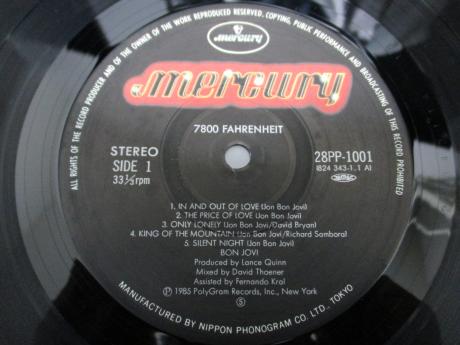 ALL RIGHTS OF THE RECORD PRODUCER AND OF THE OWNER OF THE WORK REPRODUCED RESERVED. COPYING, PUBLIC PERFORMANCE AND BROADCASTING OF THIS RECORD PROHIBITED
mercury
mercury
7800 FAHRENHEIT
STEREO
SIDE 1
33⅓rpm
28PP-1001
(824 343-1.1 A)
1. IN AND OUT OF LOVE (Jon Bon Jovi)
2. THE PRICE OF LOVE (Jon Bon Jovi)
3. ONLY LONELY (Jon Bon Jovi/David Bryan)
4. KING OF THE MOUNTAIN (Jon Bon Jovi/Richard Sambora)
5. SILENT NIGHT (Jon Bon Jovi)
BON JOVI
Produced by Lance Quinn
Mixed by David Thoener
Assisted by Fernando Kral
Ⓟ 1985 PolyGram Records, Inc., New York
Ⓢ
MANUFACTURED BY NIPPON PHONOGRAM CO. LTD., TOKYO